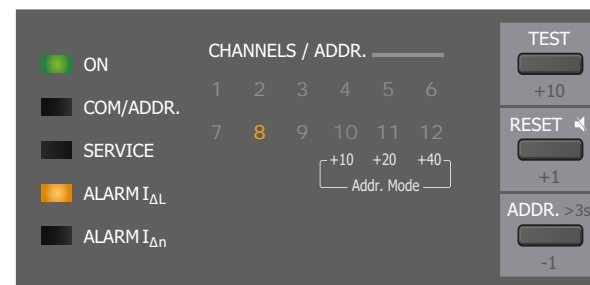 ON
COM/ADDR.
SERVICE
ALARM IΔL
ALARM IΔn
CHANNELS / ADDR.
1 2 3 4 5 6
7 8 9 10 11 12
+10 +20 +40
Addr. Mode
TEST
+10
RESET
+1
ADDR. >3s
-1